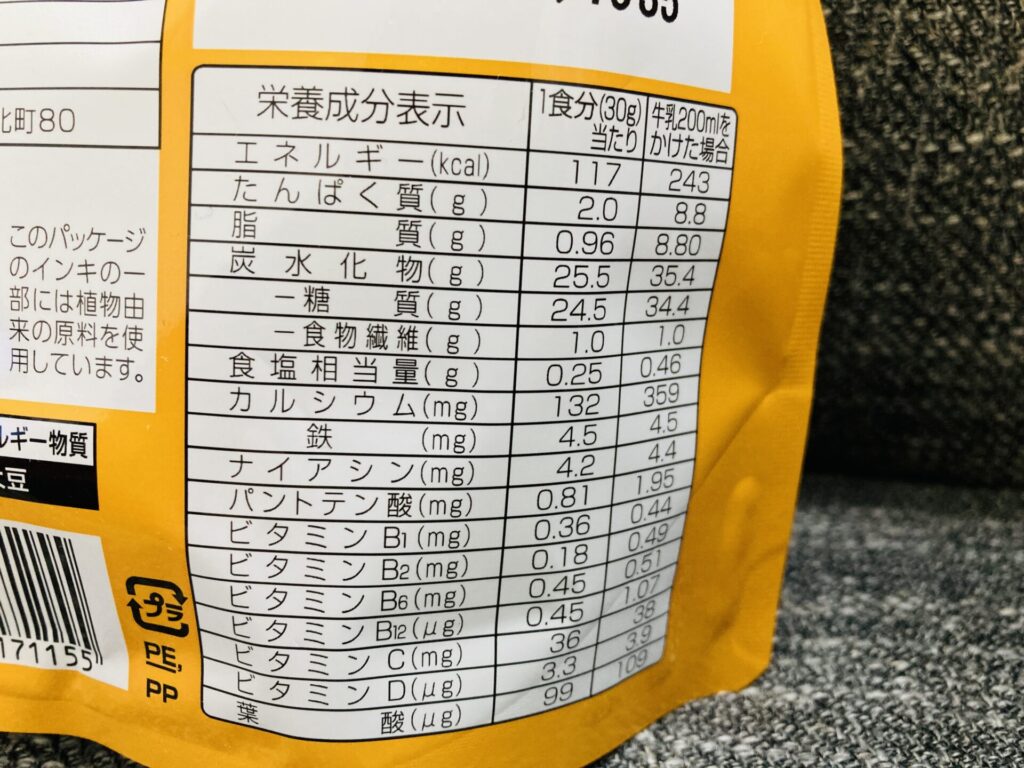 北町80
このパッケージ
のインキの一
部には植物由
来の原料を使
用しています。
ルギー物質
大豆
171155
プラ
PE,
PP
栄養成分表示 1食分(30g)当たり 牛乳200mlをかけた場合
エネルギー(kcal) 117 243
たんぱく質(g) 2.0 8.8
脂質(g) 0.96 8.80
炭水化物(g) 25.5 35.4
－糖質(g) 24.5 34.4
－食物繊維(g) 1.0 1.0
食塩相当量(g) 0.25 0.46
カルシウム(mg) 132 359
鉄(mg) 4.5 4.5
ナイアシン(mg) 4.2 4.4
パントテン酸(mg) 0.81 1.95
ビタミンB1(mg) 0.36 0.44
ビタミンB2(mg) 0.18 0.49
ビタミンB6(mg) 0.45 0.51
ビタミンB12(μg) 0.45 1.07
ビタミンC(mg) 36 38
ビタミンD(μg) 3.3 3.9
葉酸(μg) 99 109